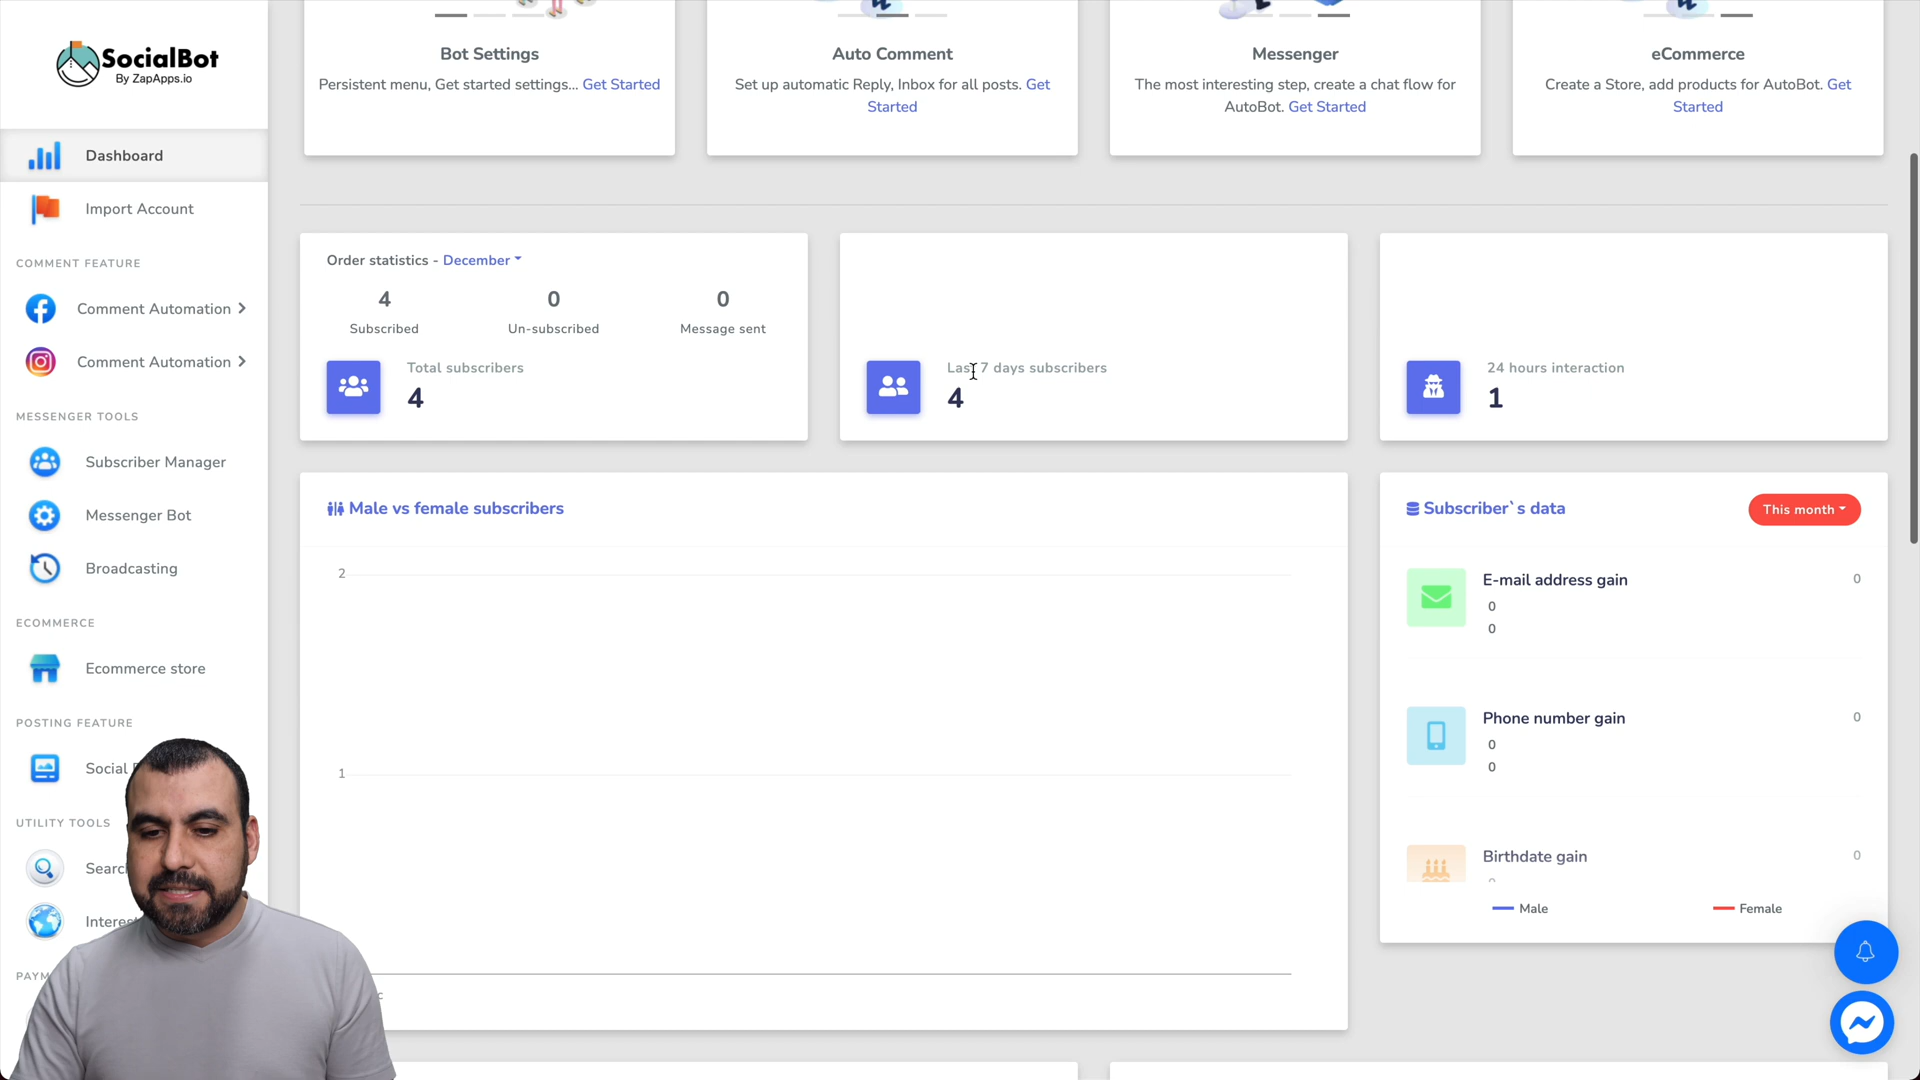 SocialBot
By ZapApps.io
Dashboard
Import Account
COMMENT FEATURE
Comment Automation
Comment Automation
MESSENGER TOOLS
Subscriber Manager
Messenger Bot
Broadcasting
ECOMMERCE
Ecommerce store
POSTING FEATURE
Social
UTILITY TOOLS
Bot Settings
Persistent menu, Get started settings... Get Started
Auto Comment
Set up automatic Reply, Inbox for all posts. Get
Started
Messenger
The most interesting step, create a chat flow for
AutoBot. Get Started
eCommerce
Create a Store, add products for AutoBot. Get
Started
Order statistics - December
4 0 0
Subscribed Un-subscribed Message sent
Total subscribers
4
Last 7 days subscribers
4
24 hours interaction
1
Male vs female subscribers
2
1
Subscriber`s data
This month
E-mail address gain 0
0
0
Phone number gain 0
0
0
Birthdate gain 0
Male Female